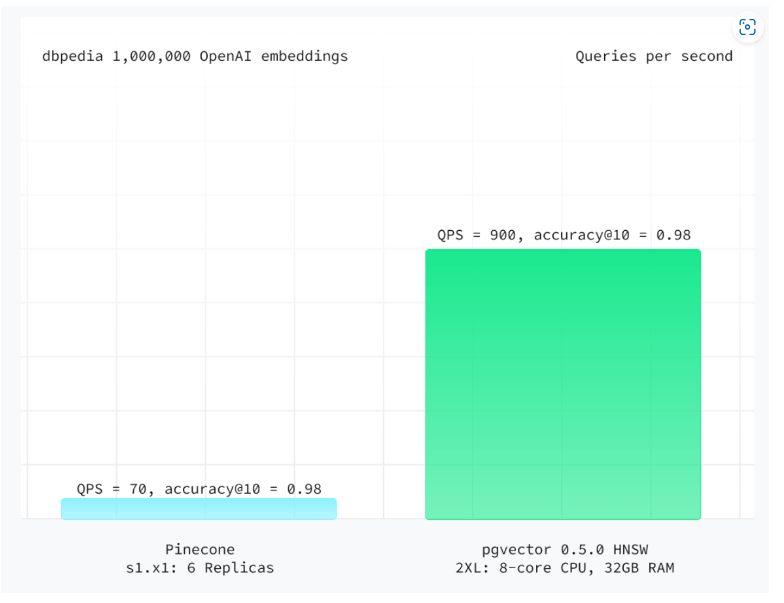 dbpedia 1,000,000 OpenAI embeddings
Queries per second
QPS = 900, accuracy@10 = 0.98
QPS = 70, accuracy@10 = 0.98
Pinecone
s1.x1: 6 Replicas
pgvector 0.5.0 HNSW
2XL: 8-core CPU, 32GB RAM